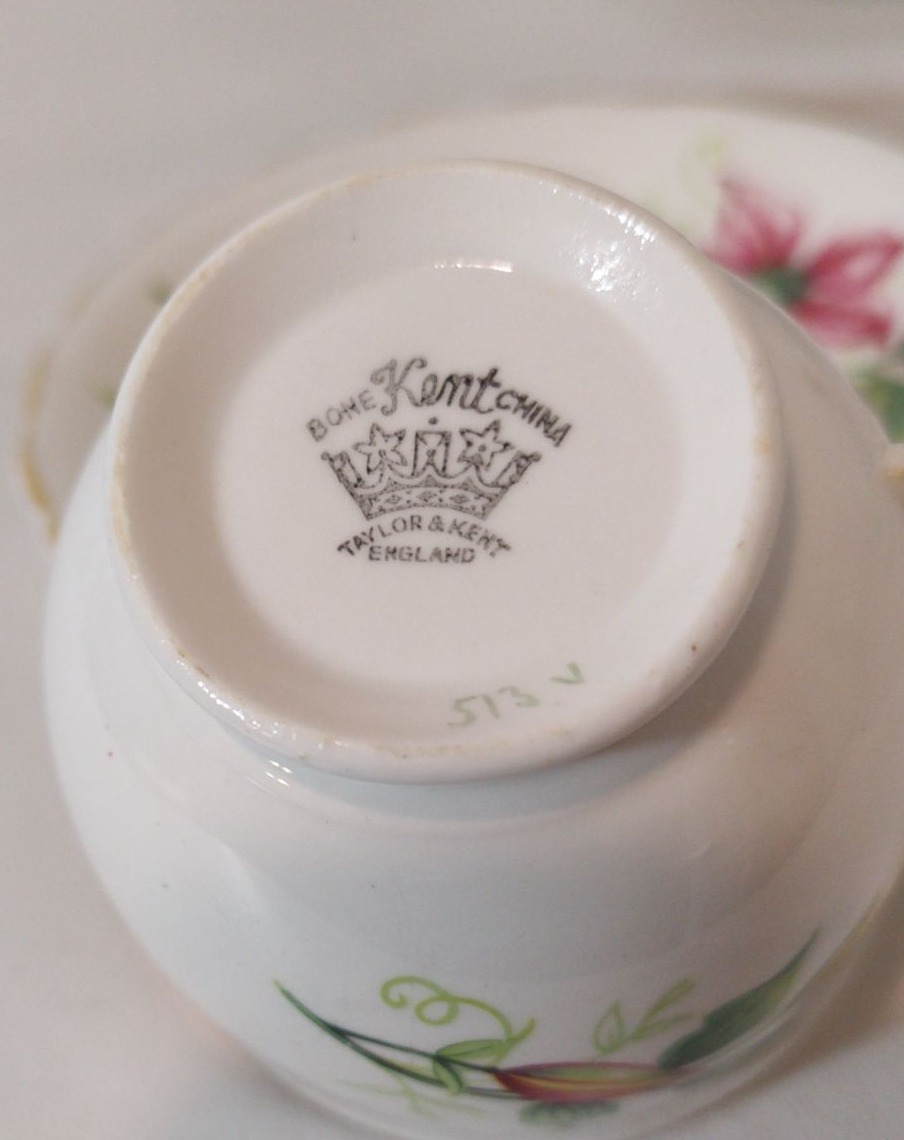 BONE Kent CHINA
TAYLOR & KENT
ENGLAND
513 V